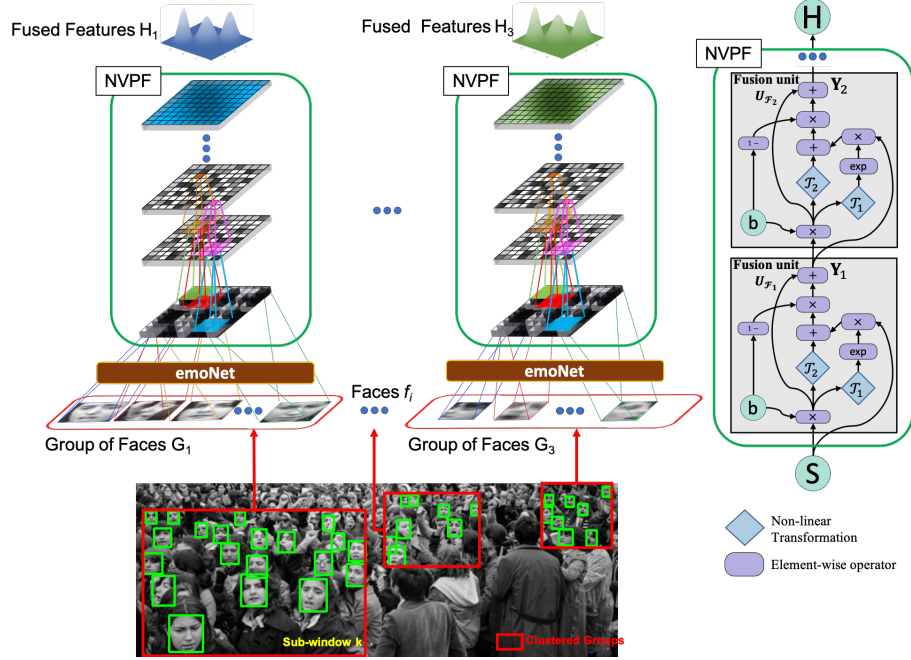 Fused Features H1
Fused Features H3
NVPF
NVPF
emoNet
emoNet
Faces fi
Group of Faces G1
Group of Faces G3
Sub-window k
Clustered Groups
H
NVPF
Fusion unit
U𝓕2
Y2
+
×
1 -
+
×
exp
𝒯2
𝒯1
b
×
Fusion unit
U𝓕1
Y1
+
×
1 -
+
×
exp
𝒯2
𝒯1
b
×
S
Non-linear
Transformation
Element-wise operator